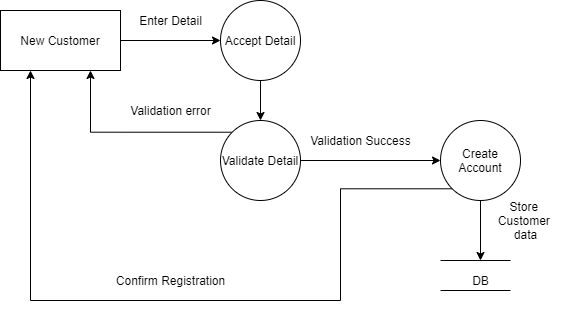 Enter Detail
New Customer
Accept Detail
Validation error
Validation Success
Validate Detail
Create
Account
Store
Customer
data
Confirm Registration
DB